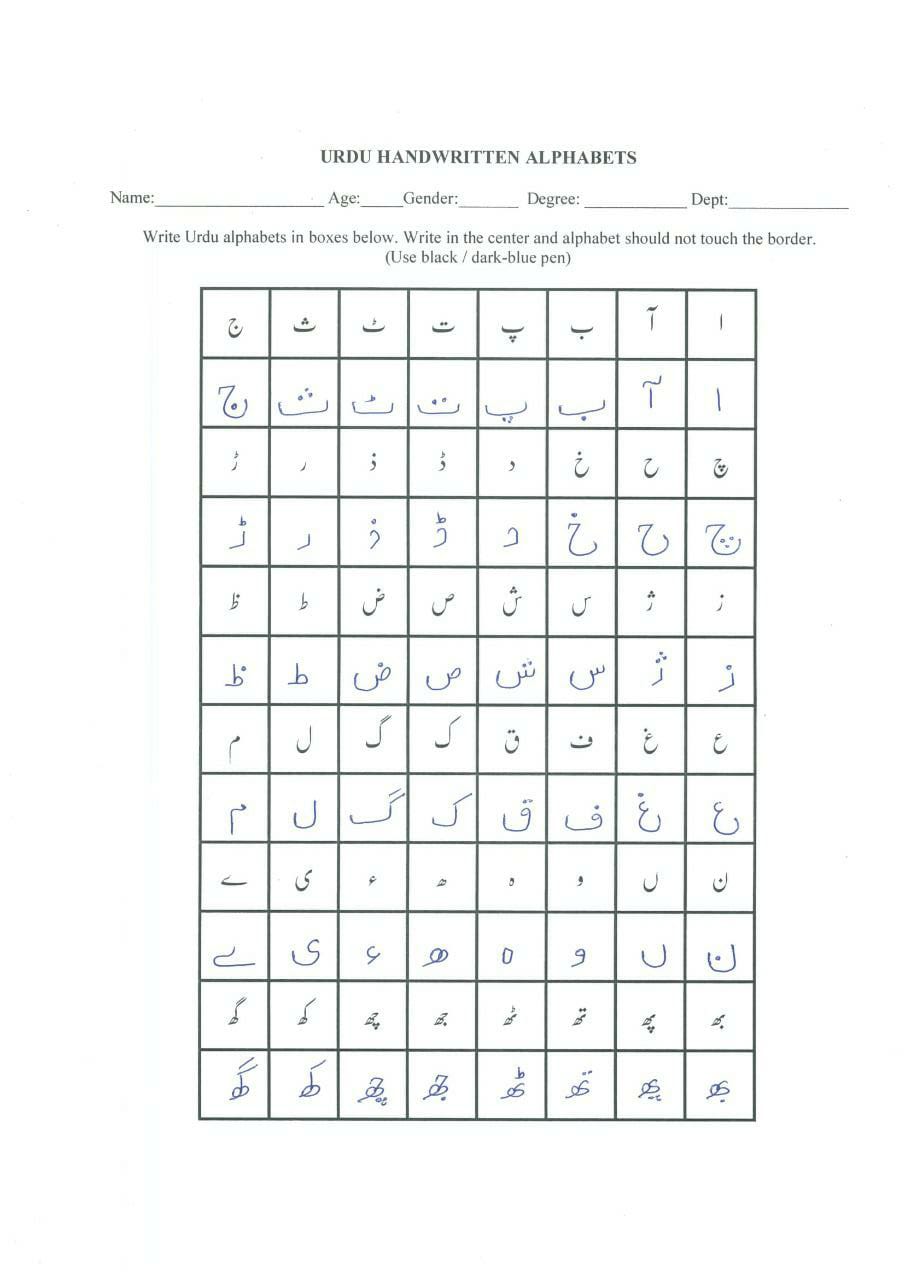 URDU HANDWRITTEN ALPHABETS
Name:____________________ Age:_____Gender:_______ Degree: ____________ Dept:______________
Write Urdu alphabets in boxes below. Write in the center and alphabet should not touch the border.
(Use black / dark-blue pen)
ا آ ب پ ت ٹ ث ج
ا آ ب پ ت ٹ ث ج
چ ح خ د ڈ ذ ر ڑ
چ ح خ د ڈ ذ ر ڑ
ز ژ س ش ص ض ط ظ
ز ژ س ش ص ض ط ظ
ع غ ف ق ک گ ل م
ع غ ف ق ک گ ل م
ن ں و ہ ھ ء ی ے
ن ں و ہ ھ ء ی ے
بھ پھ تھ ٹھ جھ چھ کھ گھ
بھ پھ تھ ٹھ جھ چھ کھ گھ